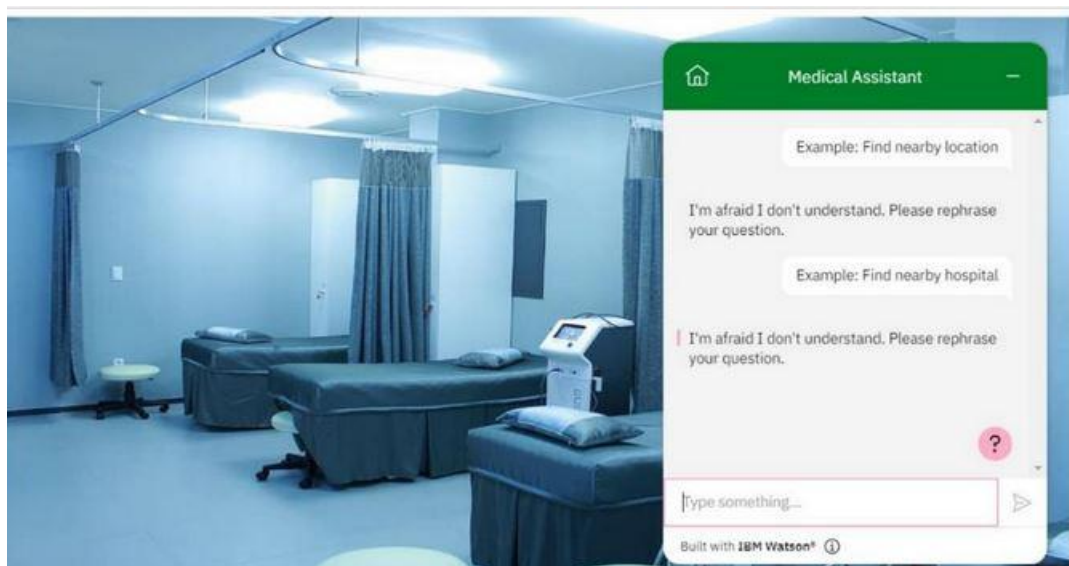 Medical Assistant
Example: Find nearby location
I'm afraid I don't understand. Please rephrase
your question.
Example: Find nearby hospital
I'm afraid I don't understand. Please rephrase
your question.
?
Type something...
Built with IBM Watson®